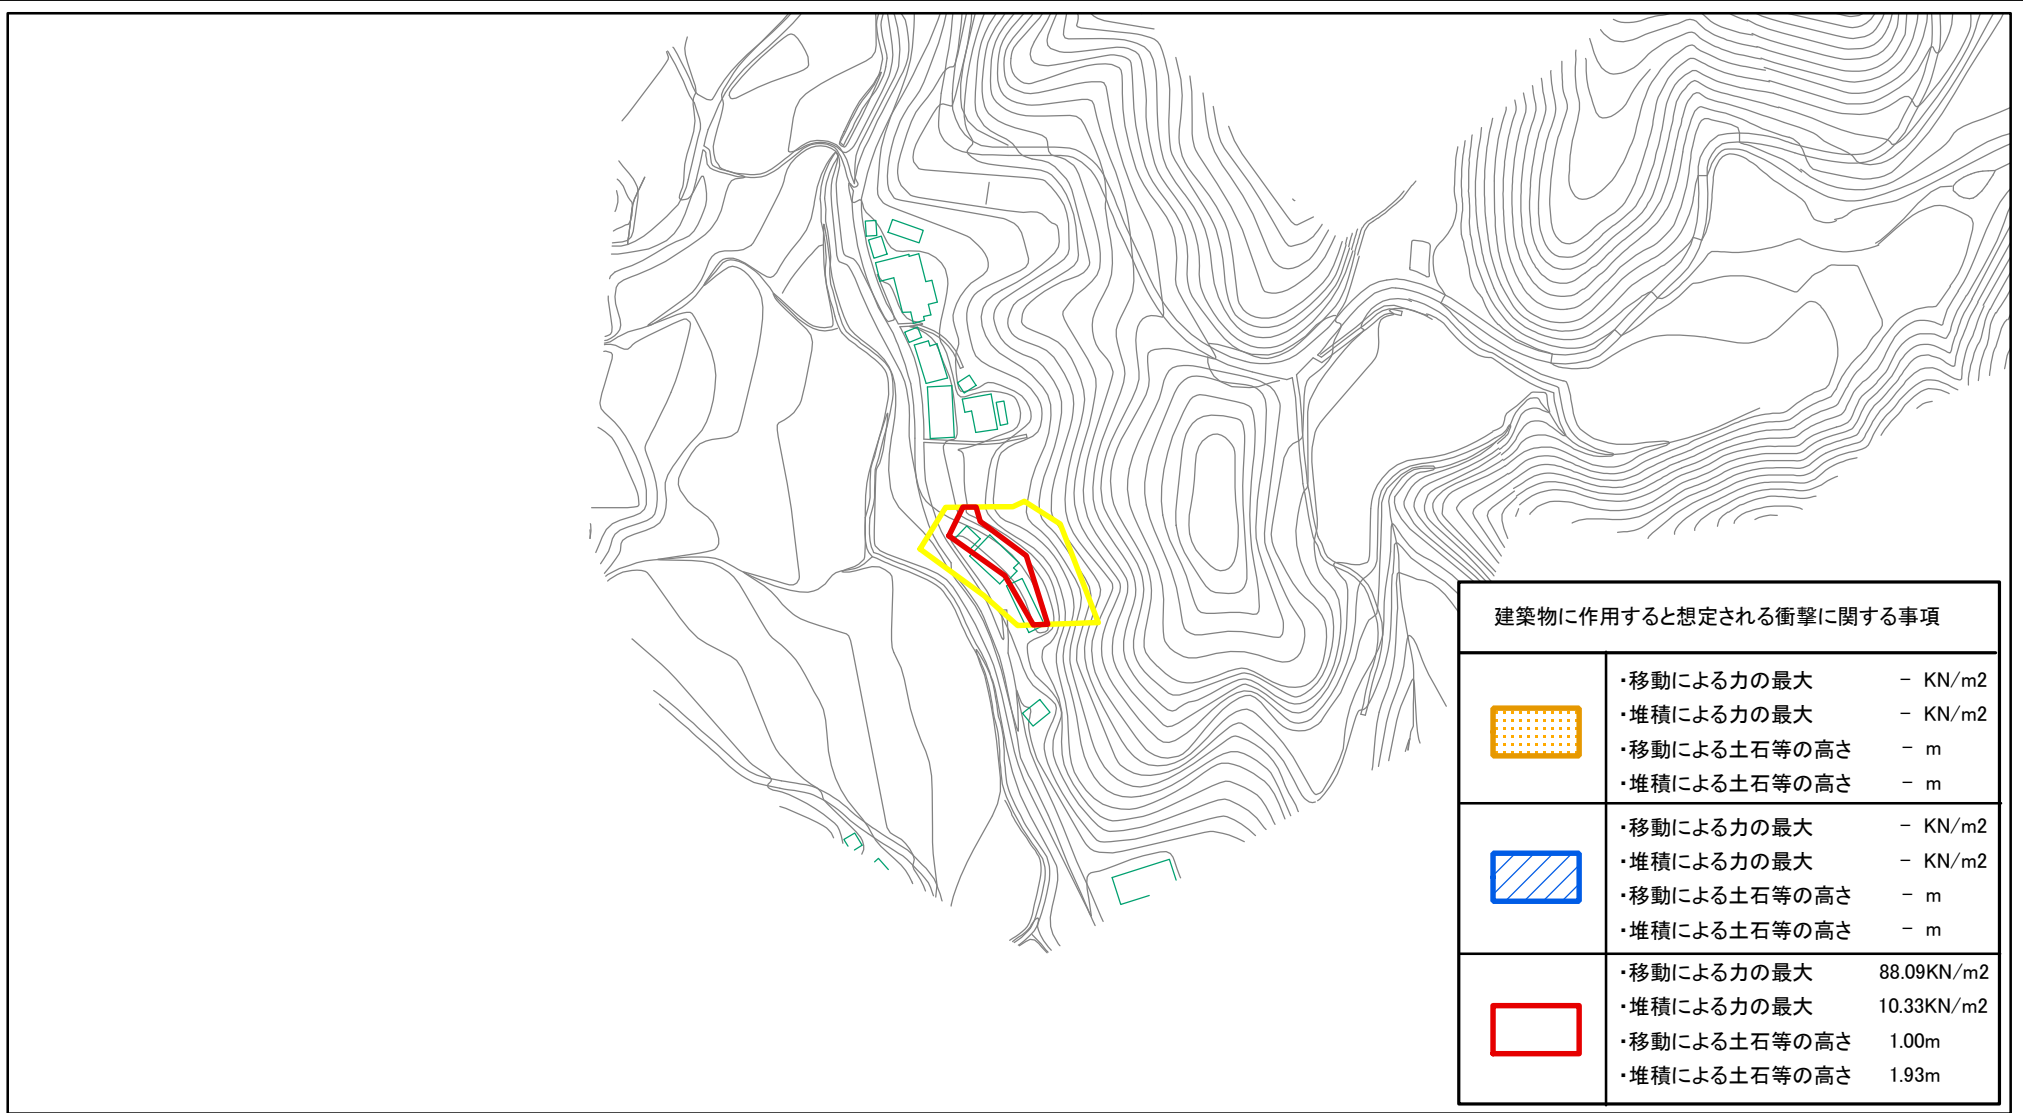 建築物に作用すると想定される衝撃に関する事項
・移動による力の最大 － KN/m2
・堆積による力の最大 － KN/m2
・移動による土石等の高さ － m
・堆積による土石等の高さ － m
・移動による力の最大 － KN/m2
・堆積による力の最大 － KN/m2
・移動による土石等の高さ － m
・堆積による土石等の高さ － m
・移動による力の最大 88.09KN/m2
・堆積による力の最大 10.33KN/m2
・移動による土石等の高さ 1.00m
・堆積による土石等の高さ 1.93m